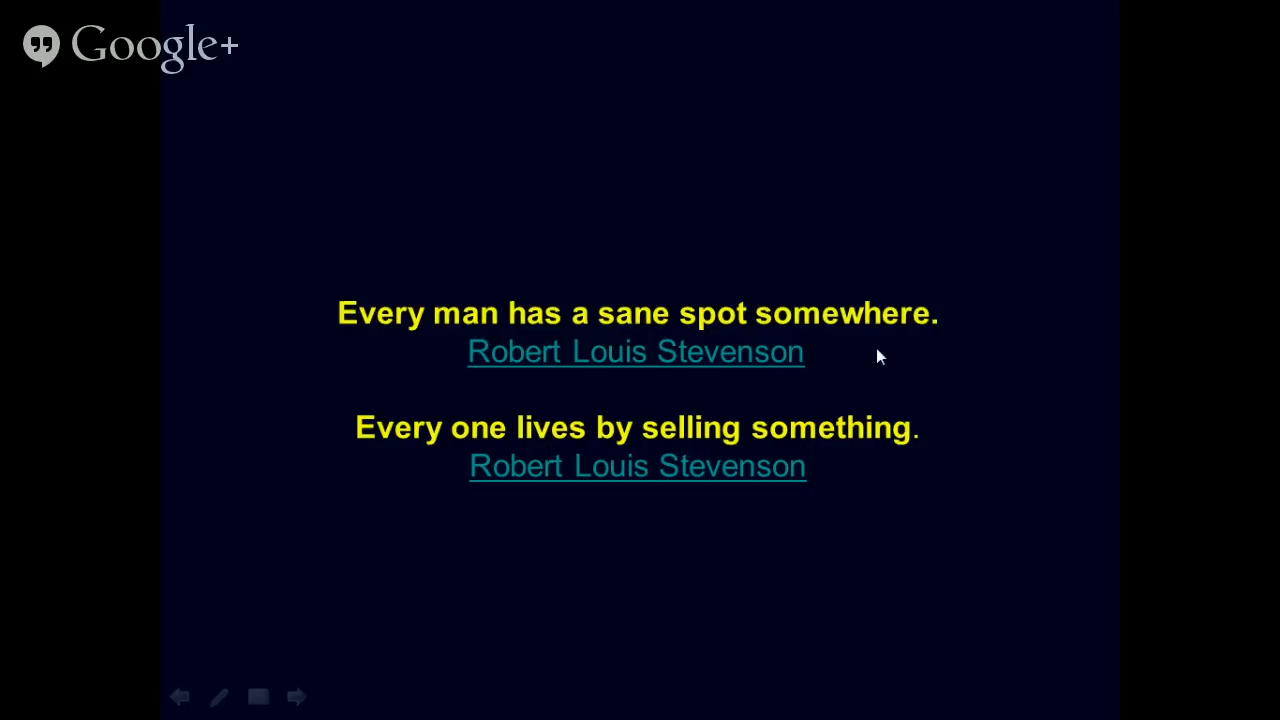 Google+
Every man has a sane spot somewhere.
Robert Louis Stevenson
Every one lives by selling something.
Robert Louis Stevenson